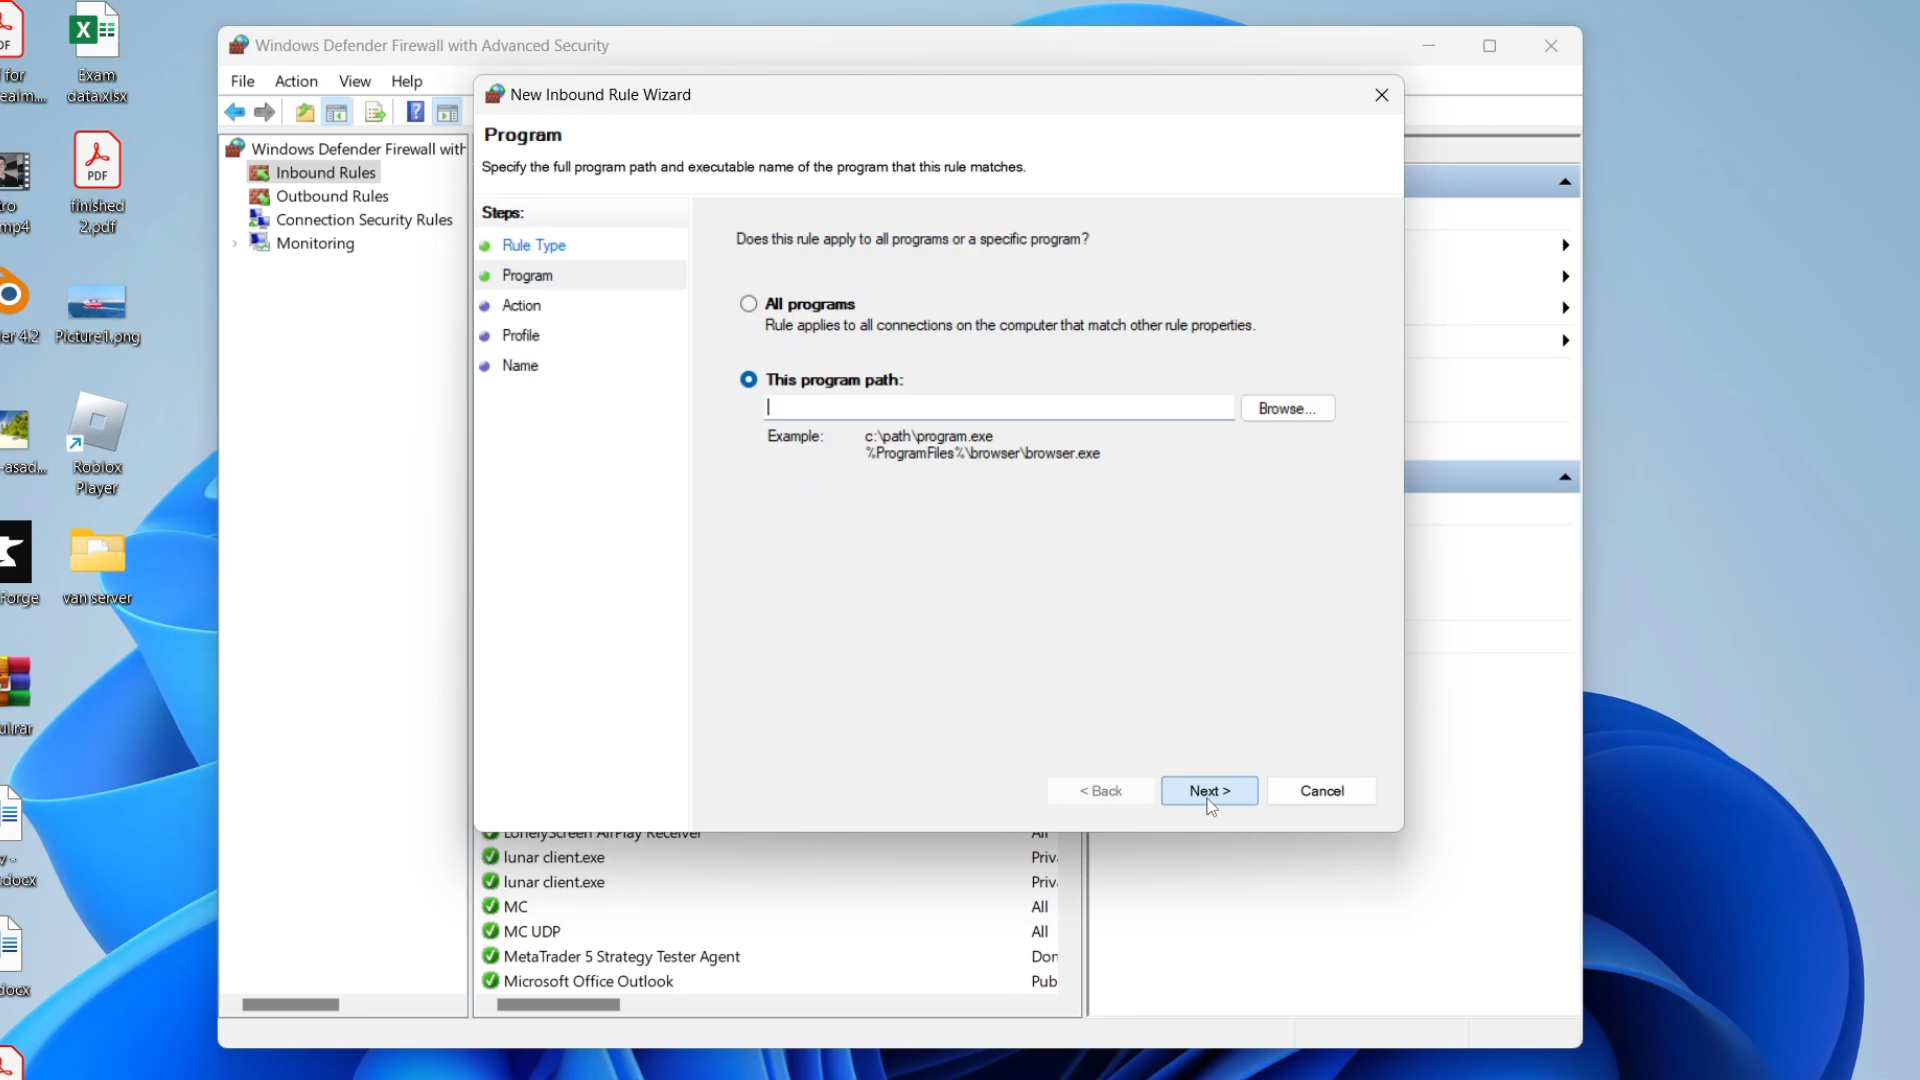 Exam
data.xlsx
finished
2.pdf
Picture1.png
Roblox
Player
van server
PDF
Windows Defender Firewall with Advanced Security
File
Action
View
Help
Windows Defender Firewall with
Inbound Rules
Outbound Rules
Connection Security Rules
Monitoring
New Inbound Rule Wizard
Program
Specify the full program path and executable name of the program that this rule matches.
Steps:
Rule Type
Program
Action
Profile
Name
Does this rule apply to all programs or a specific program?
All programs
Rule applies to all connections on the computer that match other rule properties.
This program path:
Browse...
Example:
c:\path\program.exe
%ProgramFiles%\browser\browser.exe
< Back
Next >
Cancel
LonelyScreen AirPlay Receiver
All
lunar client.exe
Priv
lunar client.exe
Priv
MC
All
MC UDP
All
MetaTrader 5 Strategy Tester Agent
Don
Microsoft Office Outlook
Pub